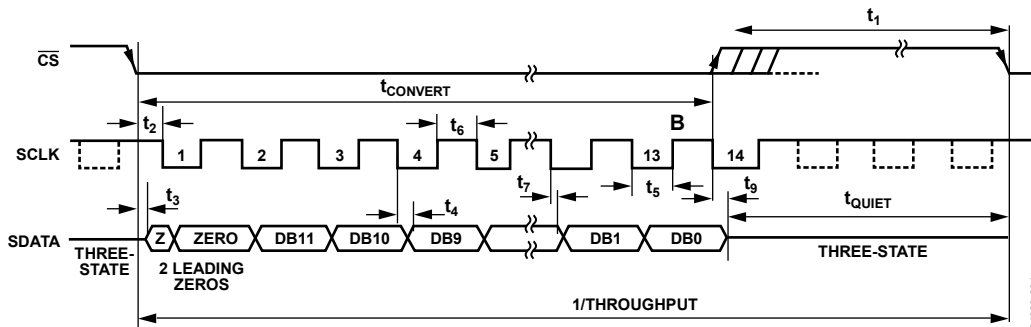 t1
CS
tCONVERT
t2
t6
B
SCLK
1
2
3
4
5
13
14
t3
t4
t7
t5
t9
tQUIET
SDATA
Z
ZERO
DB11
DB10
DB9
DB1
DB0
THREE-
STATE
2 LEADING
ZEROS
THREE-STATE
1/THROUGHPUT